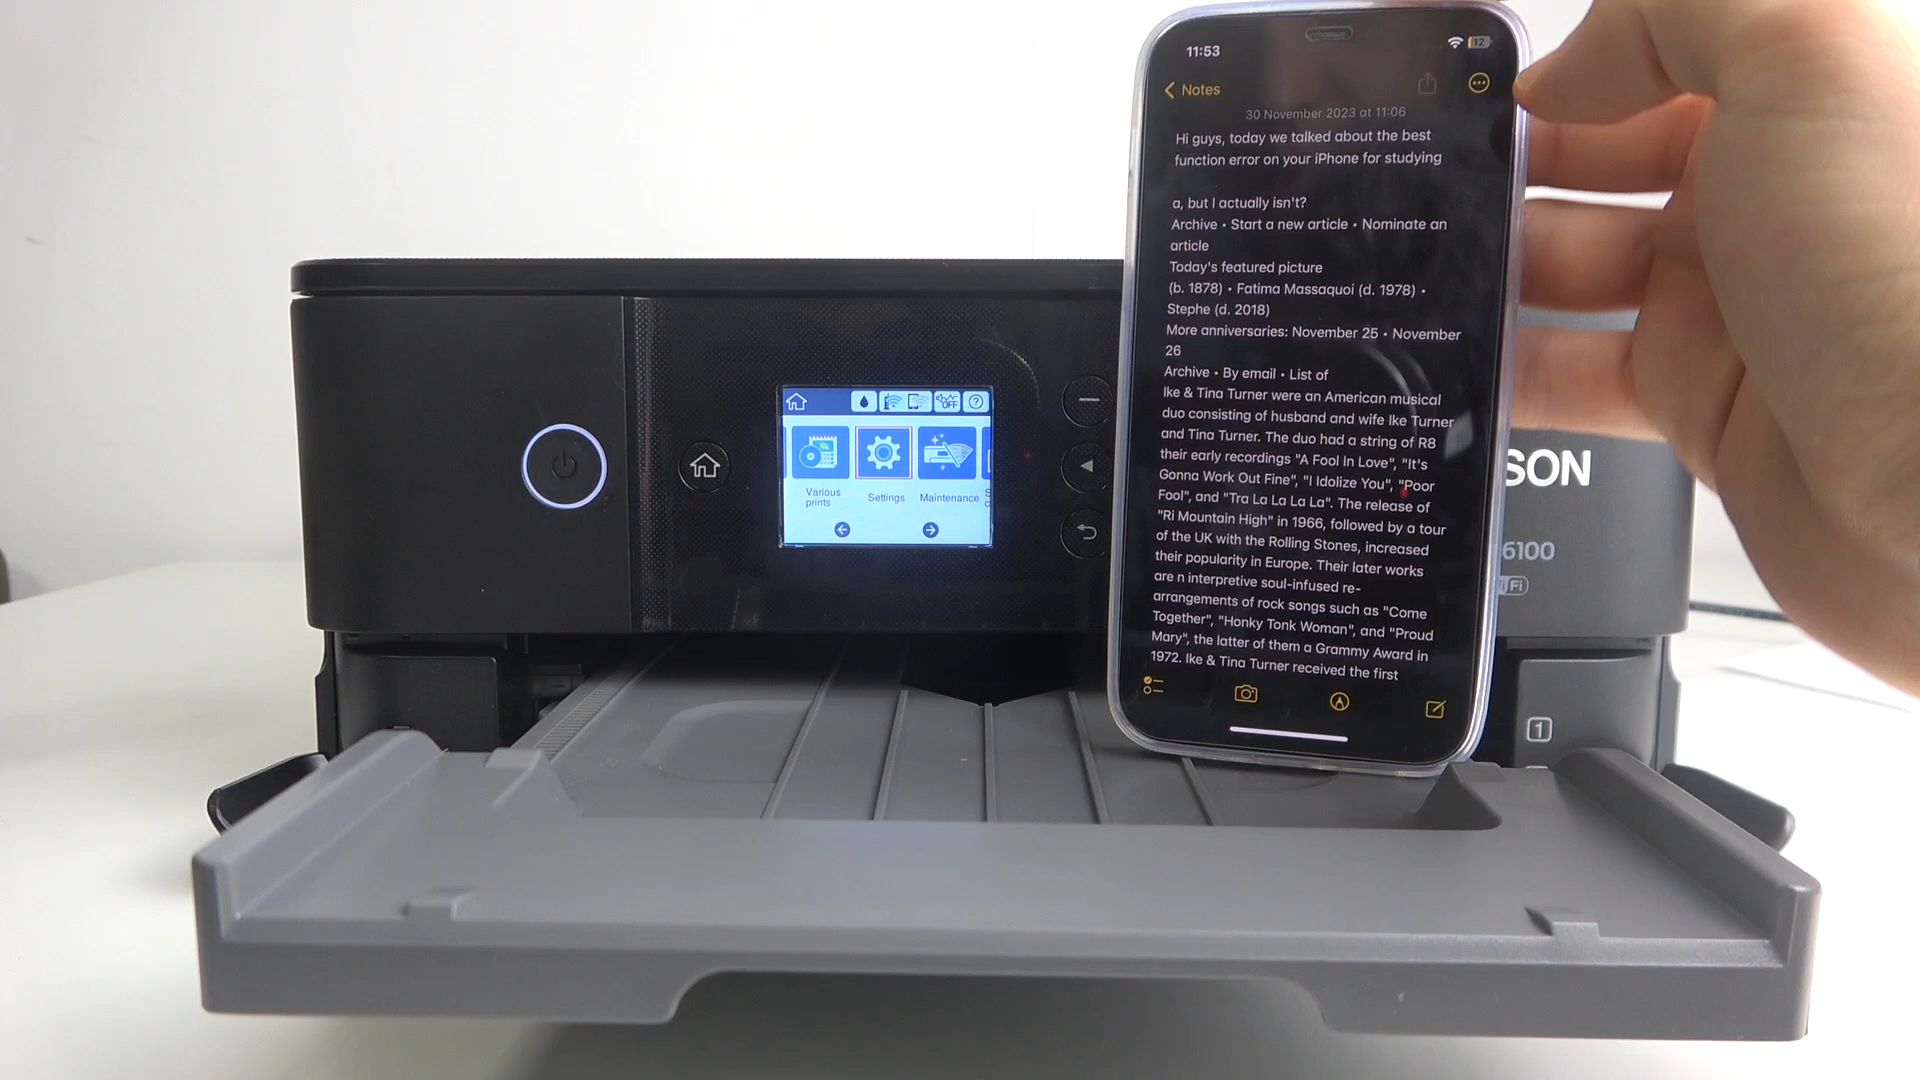 11:53
12
Notes
30 November 2023 at 11:06
Hi guys, today we talked about the best
function error on your iPhone for studying
a, but I actually isn't?
Archive • Start a new article • Nominate an
article
Today's featured picture
(b. 1878) • Fatima Massaquoi (d. 1978) •
Stephe (d. 2018)
More anniversaries: November 25 • November
26
Archive • By email • List of
Ike & Tina Turner were an American musical
duo consisting of husband and wife Ike Turner
and Tina Turner. The duo had a string of R8
their early recordings "A Fool In Love", "It's
Gonna Work Out Fine", "I Idolize You", "Poor
Fool", and "Tra La La La La". The release of
"Ri Mountain High" in 1966, followed by a tour
of the UK with the Rolling Stones, increased
their popularity in Europe. Their later works
are n interpretive soul-infused re-
arrangements of rock songs such as "Come
Together", "Honky Tonk Woman", and "Proud
Mary", the latter of them a Grammy Award in
1972. Ike & Tina Turner received the first
OFF
?
Various
prints
Settings
Maintenance
SON
6100
Fi
1